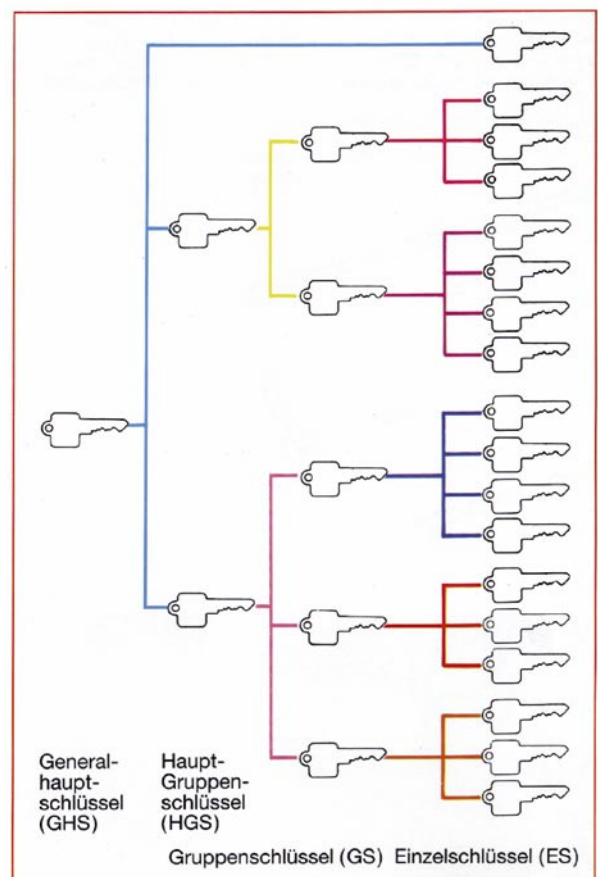 General-
haupt-
schlüssel
(GHS)
Haupt-
Gruppen-
schlüssel
(HGS)
Gruppenschlüssel (GS)
Einzelschlüssel (ES)